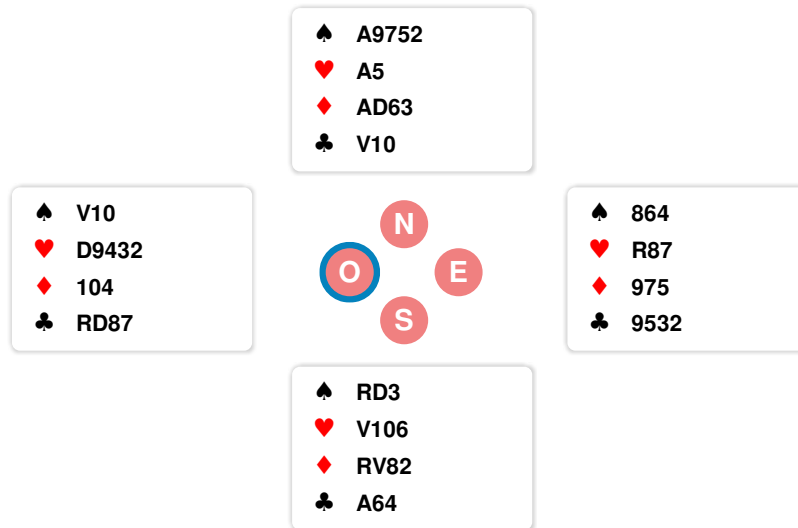 ♠ A9752
♥ A5
♦ AD63
♣ V10
♠ V10
♥ D9432
♦ 104
♣ RD87
N
O E
S
♠ 864
♥ R87
♦ 975
♣ 9532
♠ RD3
♥ V106
♦ RV82
♣ A64